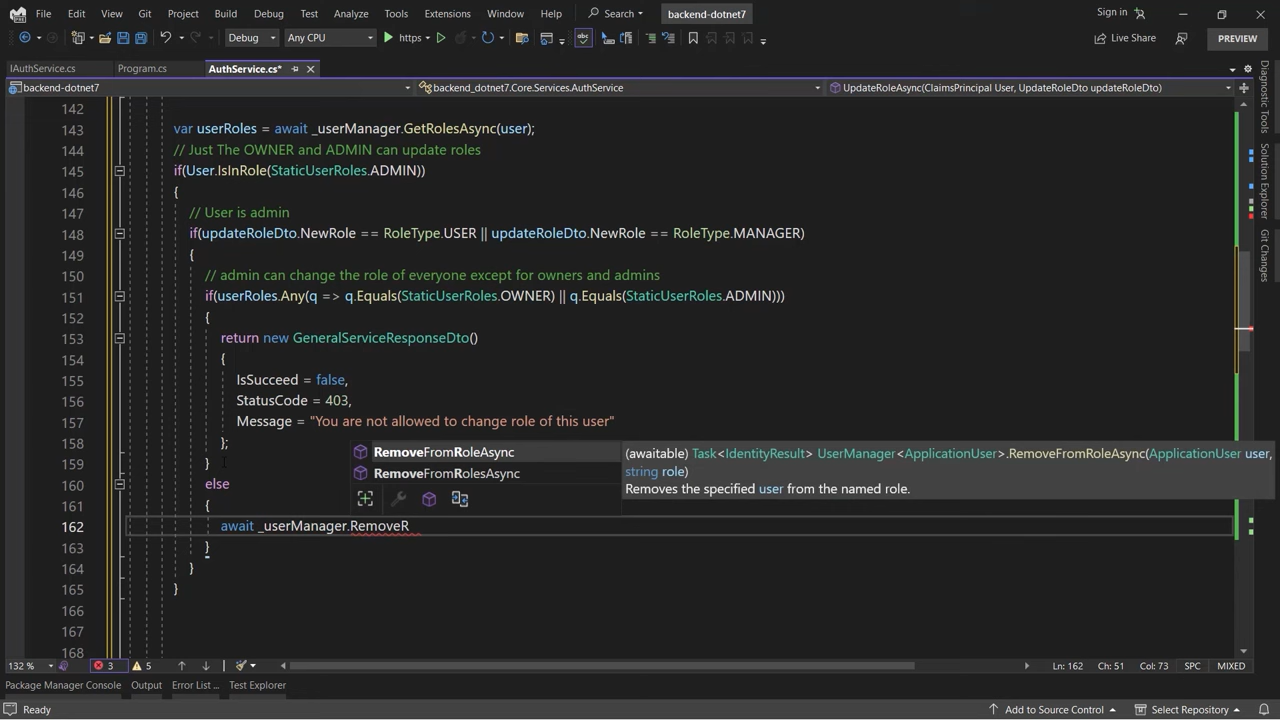 File Edit View Git Project Build Debug Test Analyze Tools Extensions Window Help Search backend-dotnet7 Sign in
Debug Any CPU https Live Share PREVIEW
IAuthService.cs Program.cs AuthService.cs*
backend-dotnet7 backend_dotnet7.Core.Services.AuthService UpdateRoleAsync(ClaimsPrincipal User, UpdateRoleDto updateRoleDto)
142
143 var userRoles = await _userManager.GetRolesAsync(user);
144 // Just The OWNER and ADMIN can update roles
145 if(User.IsInRole(StaticUserRoles.ADMIN))
146 {
147 // User is admin
148 if(updateRoleDto.NewRole == RoleType.USER || updateRoleDto.NewRole == RoleType.MANAGER)
149 {
150 // admin can change the role of everyone except for owners and admins
151 if(userRoles.Any(q => q.Equals(StaticUserRoles.OWNER) || q.Equals(StaticUserRoles.ADMIN)))
152 {
153 return new GeneralServiceResponseDto()
154 {
155 IsSucceed = false,
156 StatusCode = 403,
157 Message = "You are not allowed to change role of this user"
158 };
159 }
160 else
161 {
162 await _userManager.RemoveR
163 }
164 }
165 }
166
167
168
RemoveFromRoleAsync
RemoveFromRolesAsync
(awaitable) Task<IdentityResult> UserManager<ApplicationUser>.RemoveFromRoleAsync(ApplicationUser user,
string role)
Removes the specified user from the named role.
Diagnostic Tools
Solution Explorer
Git Changes
132 % 3 5 Ln: 162 Ch: 51 Col: 73 SPC MIXED
Package Manager Console Output Error List ... Test Explorer
Ready Add to Source Control Select Repository